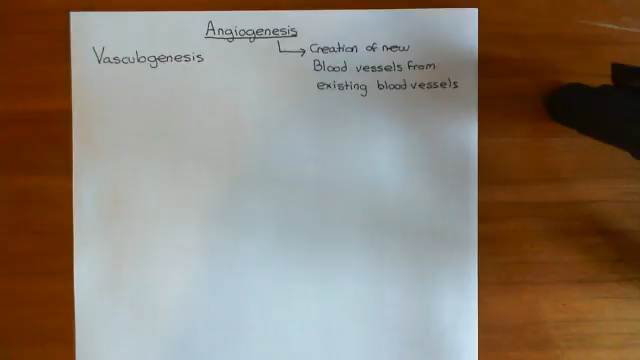 Angiogenesis
Creation of new
Vasculogenesis
Blood vessels from
existing blood vessels